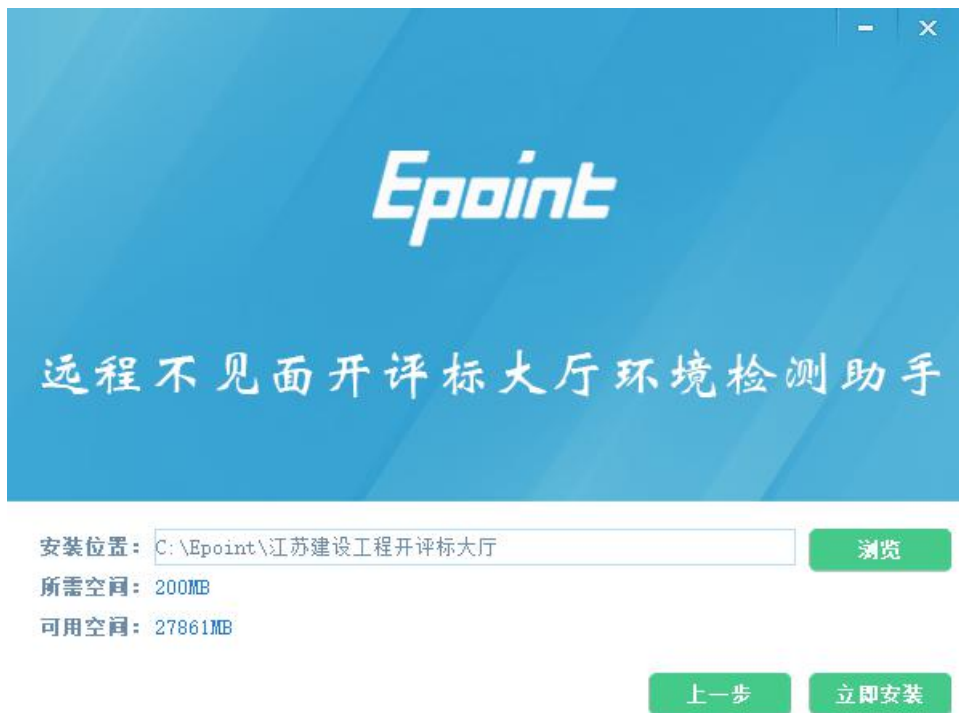 Epoint
远程不见面开评标大厅环境检测助手
安装位置： C:\Epoint\江苏建设工程开评标大厅 浏览
所需空间： 200MB
可用空间： 27861MB
上一步 立即安装